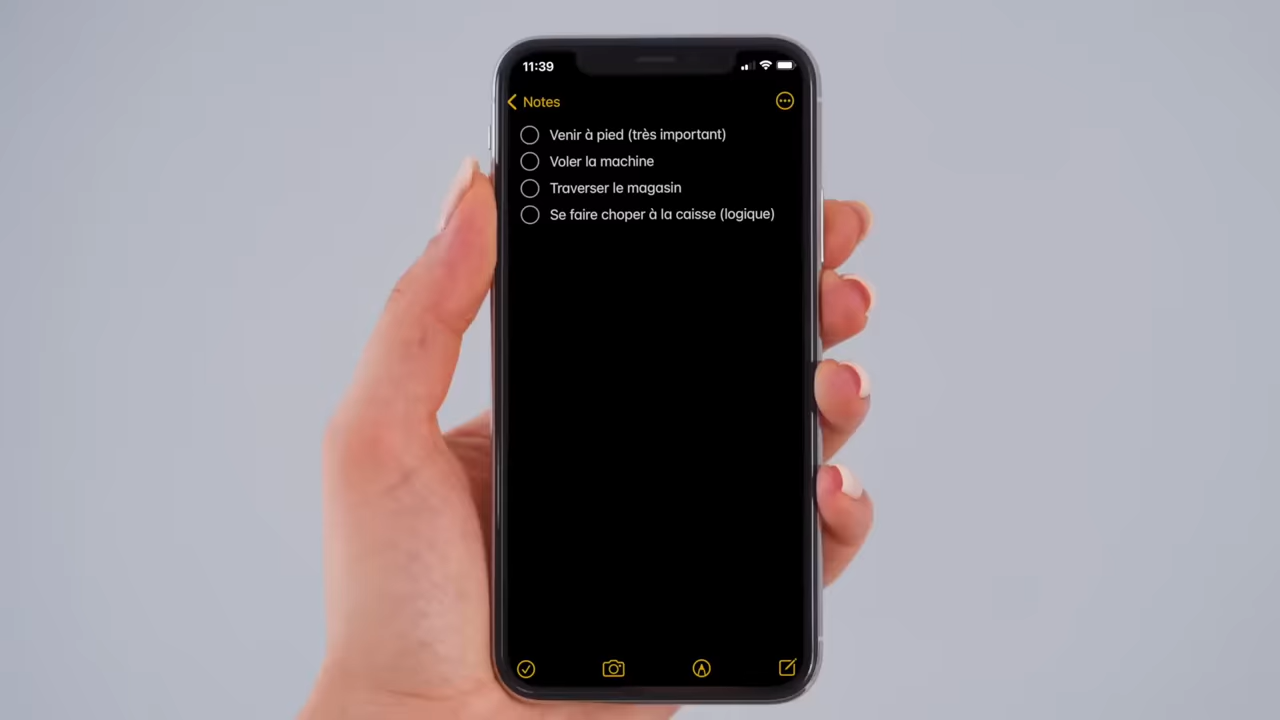 11:39
Notes
Venir à pied (très important)
Voler la machine
Traverser le magasin
Se faire choper à la caisse (logique)